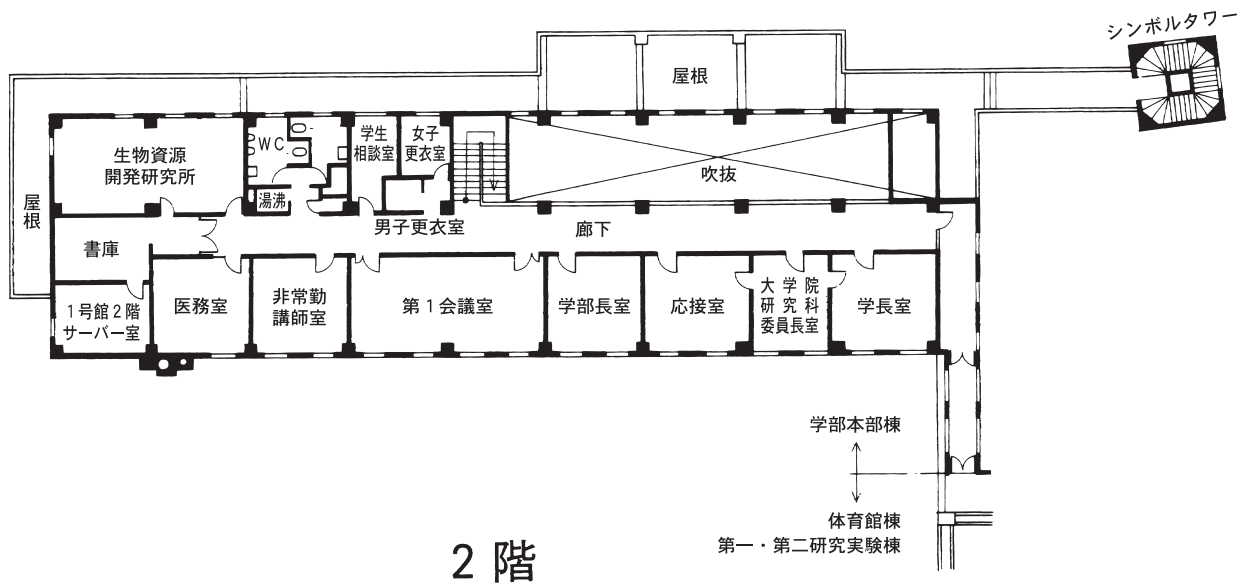 シンボルタワー
屋根
生物資源
開発研究所
WC
学生
相談室
女子
更衣室
吹抜
湯沸
屋根
男子更衣室
廊下
書庫
1号館2階
サーバー室
医務室
非常勤
講師室
第1会議室
学部長室
応接室
大学院
研究科
委員長室
学長室
学部本部棟
体育館棟
第一・第二研究実験棟
2階